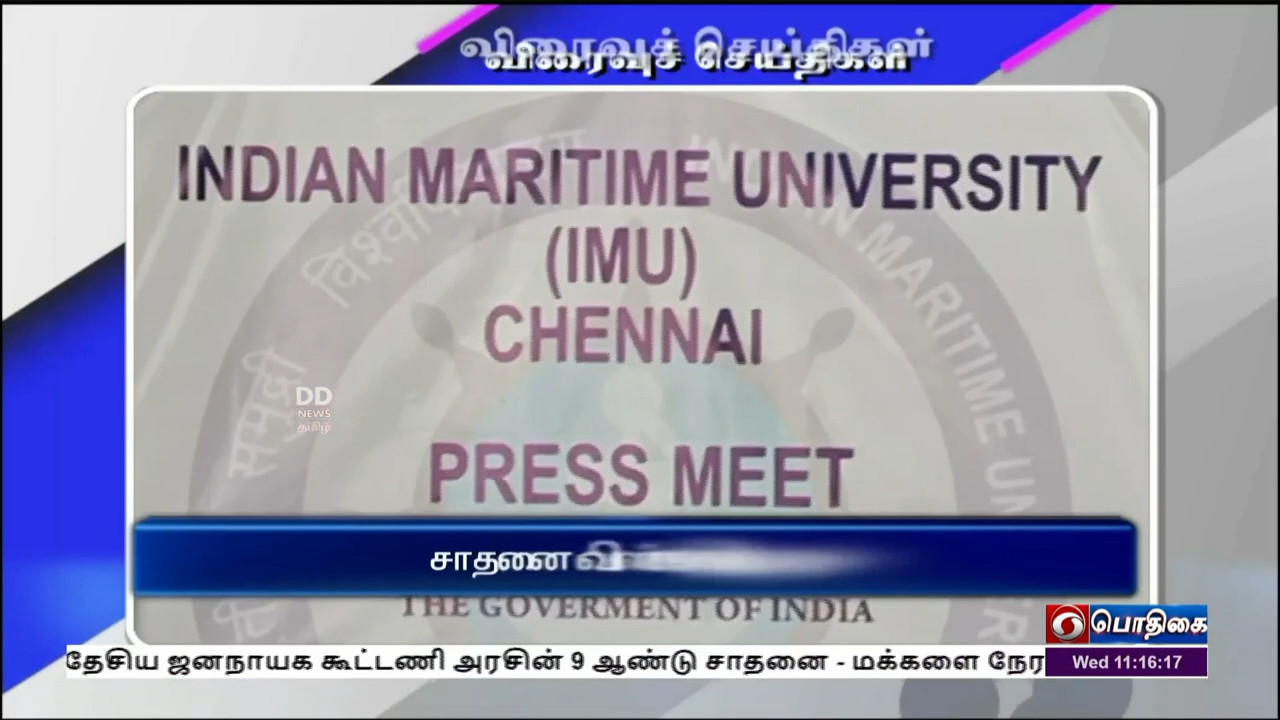 விரைவுச் செய்திகள்
INDIAN MARITIME UNIVERSITY
(IMU)
CHENNAI
DD
NEWS
தமிழ்
PRESS MEET
சாதனை
THE GOVERMENT OF INDIA
பொதிகை
Wed 11:16:17
தேசிய ஜனநாயக கூட்டணி அரசின் 9 ஆண்டு சாதனை - மக்களை நேர